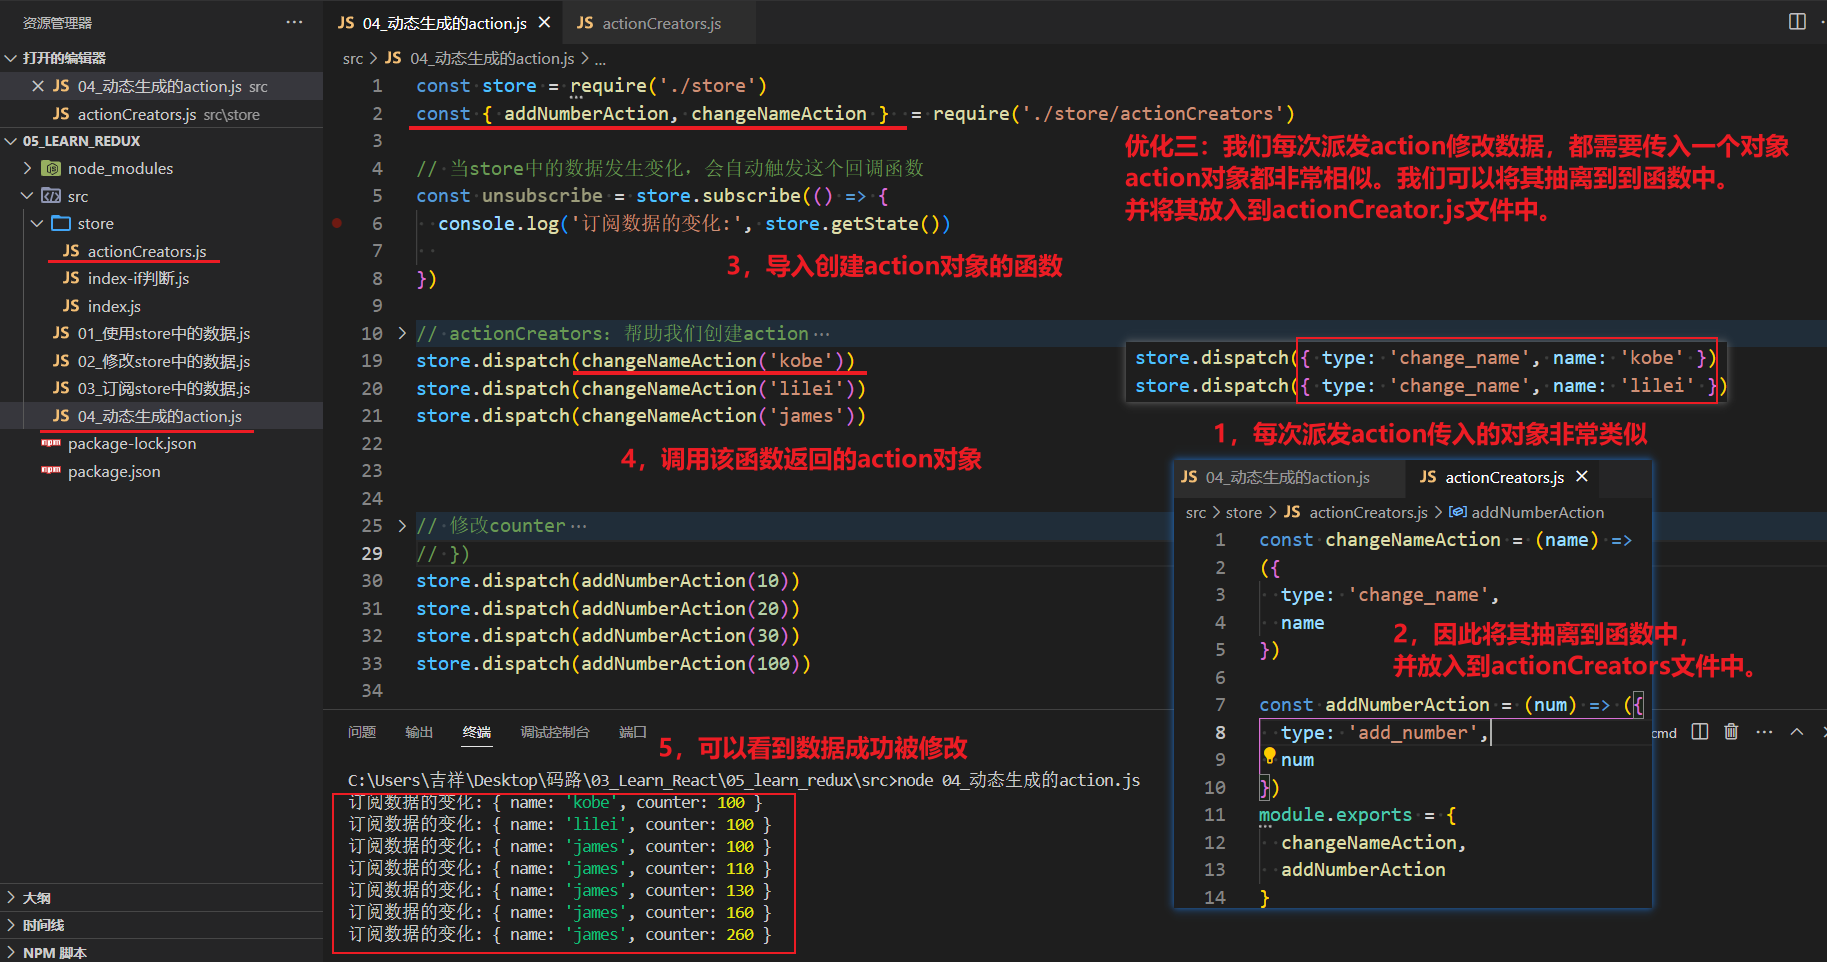 资源管理器
打开的编辑器
JS 04_动态生成的action.js src
JS actionCreators.js src\store
05_LEARN_REDUX
node_modules
src
store
JS actionCreators.js
JS index-if判断.js
JS index.js
JS 01_使用store中的数据.js
JS 02_修改store中的数据.js
JS 03_订阅store中的数据.js
JS 04_动态生成的action.js
npm package-lock.json
npm package.json
大纲
时间线
NPM 脚本
JS 04_动态生成的action.js
JS actionCreators.js
src > JS 04_动态生成的action.js > ...
1 const store = require('./store')
2 const { addNumberAction, changeNameAction } = require('./store/actionCreators')
3
4 // 当store中的数据发生变化，会自动触发这个回调函数
5 const unsubscribe = store.subscribe(() => {
6 console.log('订阅数据的变化:', store.getState())
7
8 })
9
10 // actionCreators：帮助我们创建action…
19 store.dispatch(changeNameAction('kobe'))
20 store.dispatch(changeNameAction('lilei'))
21 store.dispatch(changeNameAction('james'))
22
23
24
25 // 修改counter…
29 // })
30 store.dispatch(addNumberAction(10))
31 store.dispatch(addNumberAction(20))
32 store.dispatch(addNumberAction(30))
33 store.dispatch(addNumberAction(100))
34
优化三：我们每次派发action修改数据，都需要传入一个对象
action对象都非常相似。我们可以将其抽离到到函数中。
并将其放入到actionCreator.js文件中。
3，导入创建action对象的函数
store.dispatch({ type: 'change_name', name: 'kobe' })
store.dispatch({ type: 'change_name', name: 'lilei' })
1，每次派发action传入的对象非常类似
4，调用该函数返回的action对象
JS 04_动态生成的action.js
JS actionCreators.js
src > store > JS actionCreators.js > addNumberAction
1 const changeNameAction = (name) =>
2 ({
3 type: 'change_name',
4 name
5 })
6
7 const addNumberAction = (num) => ({
8 type: 'add_number',
9 num
10 })
11 module.exports = {
12 changeNameAction,
13 addNumberAction
14 }
2，因此将其抽离到函数中，
并放入到actionCreators文件中。
问题 输出 终端 调试控制台 端口
cmd
5，可以看到数据成功被修改
C:\Users\吉祥\Desktop\码路\03_Learn_React\05_learn_redux\src>node 04_动态生成的action.js
订阅数据的变化: { name: 'kobe', counter: 100 }
订阅数据的变化: { name: 'lilei', counter: 100 }
订阅数据的变化: { name: 'james', counter: 100 }
订阅数据的变化: { name: 'james', counter: 110 }
订阅数据的变化: { name: 'james', counter: 130 }
订阅数据的变化: { name: 'james', counter: 160 }
订阅数据的变化: { name: 'james', counter: 260 }